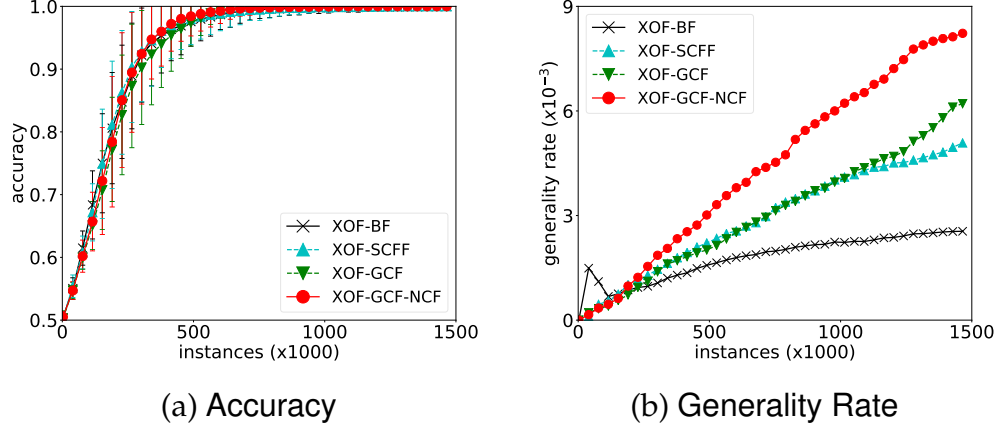 1.0
0.9
0.8
0.7
0.6
0.5
accuracy
XOF-BF
XOF-SCFF
XOF-GCF
XOF-GCF-NCF
0
500
1000
1500
instances (x1000)
(a) Accuracy
9
6
3
0
generality rate (x10⁻³)
XOF-BF
XOF-SCFF
XOF-GCF
XOF-GCF-NCF
0
500
1000
1500
instances (x1000)
(b) Generality Rate